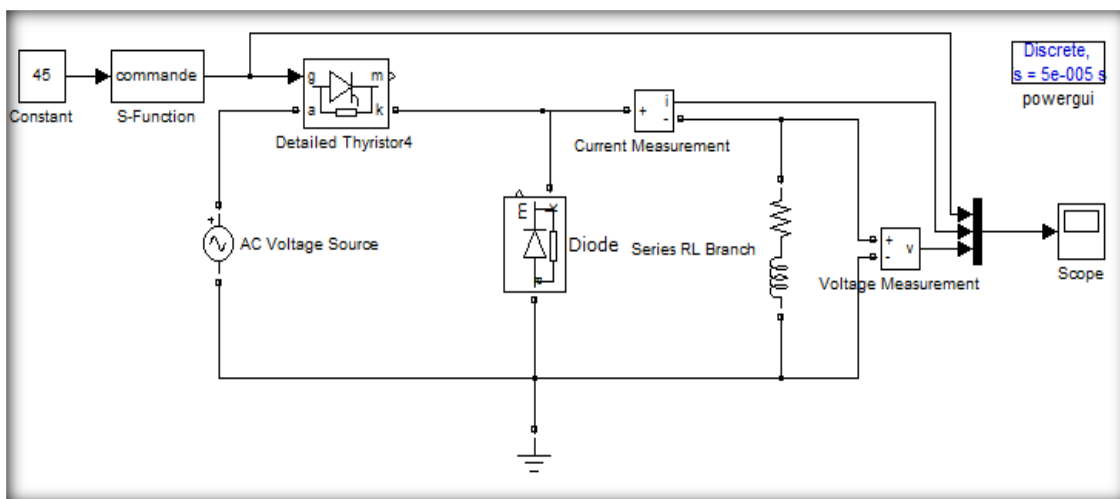 45
Constant
commande
S-Function
g
m
a
k
Detailed Thyristor4
+
i
-
Current Measurement
Discrete,
s = 5e-005 s
powergui
+
AC Voltage Source
m
k
Diode
Series RL Branch
+
-
v
Voltage Measurement
Scope